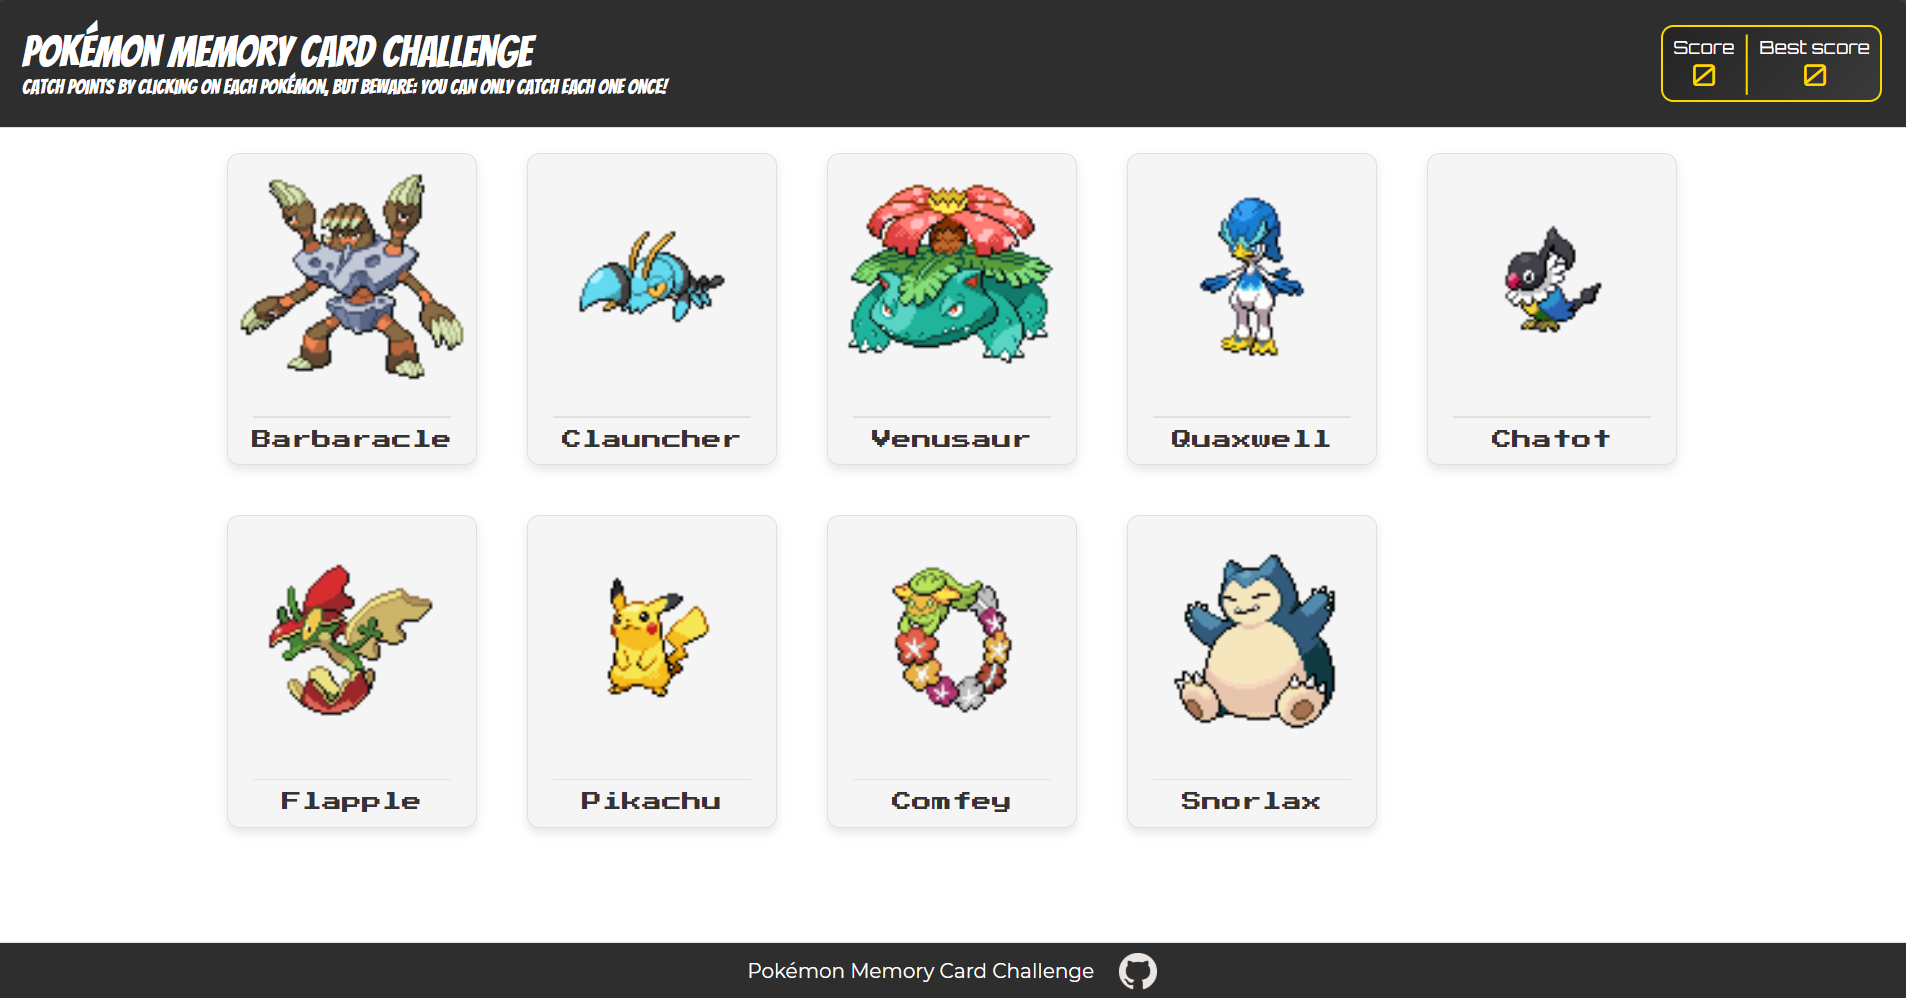 POKÉMON MEMORY CARD CHALLENGE
CATCH POINTS BY CLICKING ON EACH POKÉMON, BUT BEWARE: YOU CAN ONLY CATCH EACH ONE ONCE!
Score Best score
0 0
Barbaracle Clauncher Venusaur Quaxwell Chatot
Flapple Pikachu Comfey Snorlax
Pokémon Memory Card Challenge